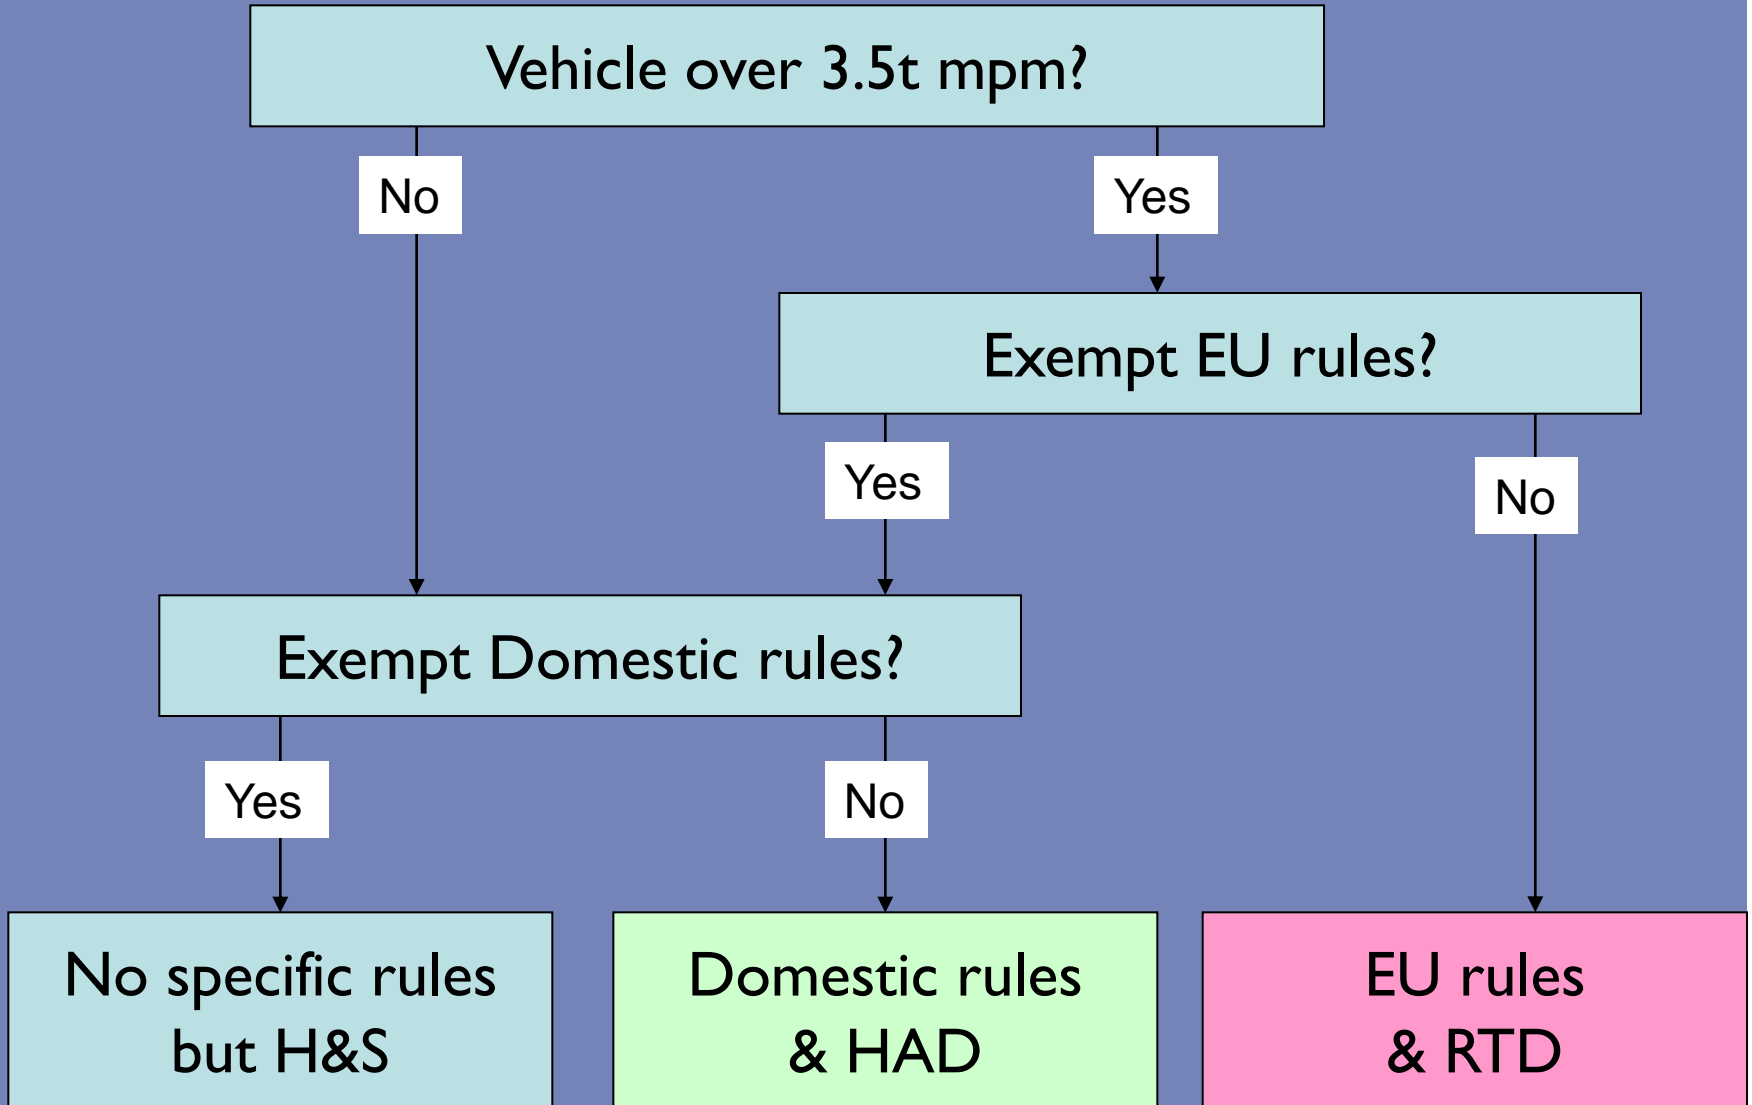 Vehicle over 3.5t mpm?
No
Yes
Exempt EU rules?
Yes
No
Exempt Domestic rules?
Yes
No
No specific rules
but H&S
Domestic rules
& HAD
EU rules
& RTD